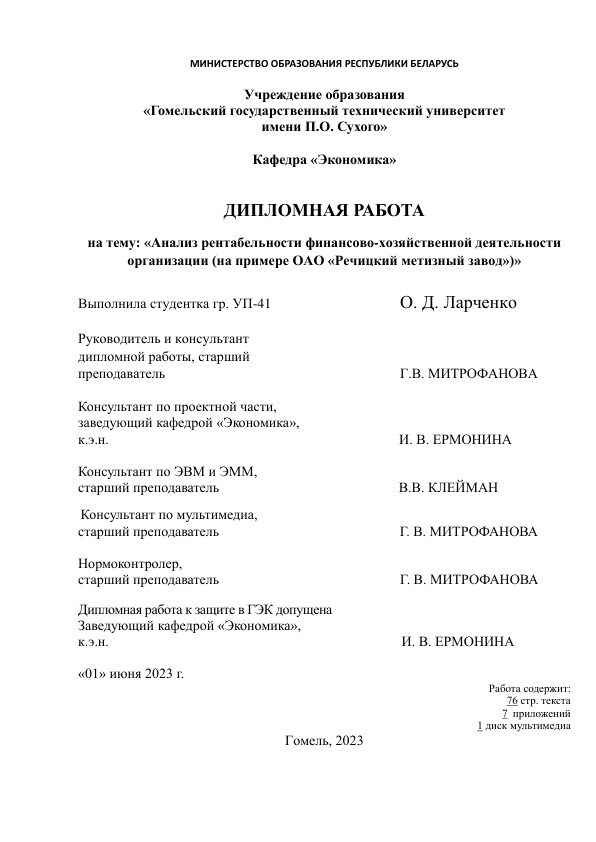 МИНИСТЕРСТВО ОБРАЗОВАНИЯ РЕСПУБЛИКИ БЕЛАРУСЬ
Учреждение образования
«Гомельский государственный технический университет
имени П.О. Сухого»
Кафедра «Экономика»
ДИПЛОМНАЯ РАБОТА
на тему: «Анализ рентабельности финансово-хозяйственной деятельности
организации (на примере ОАО «Речицкий метизный завод»)»
Выполнила студентка гр. УП-41 О. Д. Ларченко
Руководитель и консультант
дипломной работы, старший
преподаватель Г.В. МИТРОФАНОВА
Консультант по проектной части,
заведующий кафедрой «Экономика»,
к.э.н. И. В. ЕРМОНИНА
Консультант по ЭВМ и ЭММ,
старший преподаватель В.В. КЛЕЙМАН
Консультант по мультимедиа,
старший преподаватель Г. В. МИТРОФАНОВА
Нормоконтролер,
старший преподаватель Г. В. МИТРОФАНОВА
Дипломная работа к защите в ГЭК допущена
Заведующий кафедрой «Экономика»,
к.э.н. И. В. ЕРМОНИНА
«01» июня 2023 г.
Работа содержит:
76 стр. текста
7 приложений
1 диск мультимедиа
Гомель, 2023